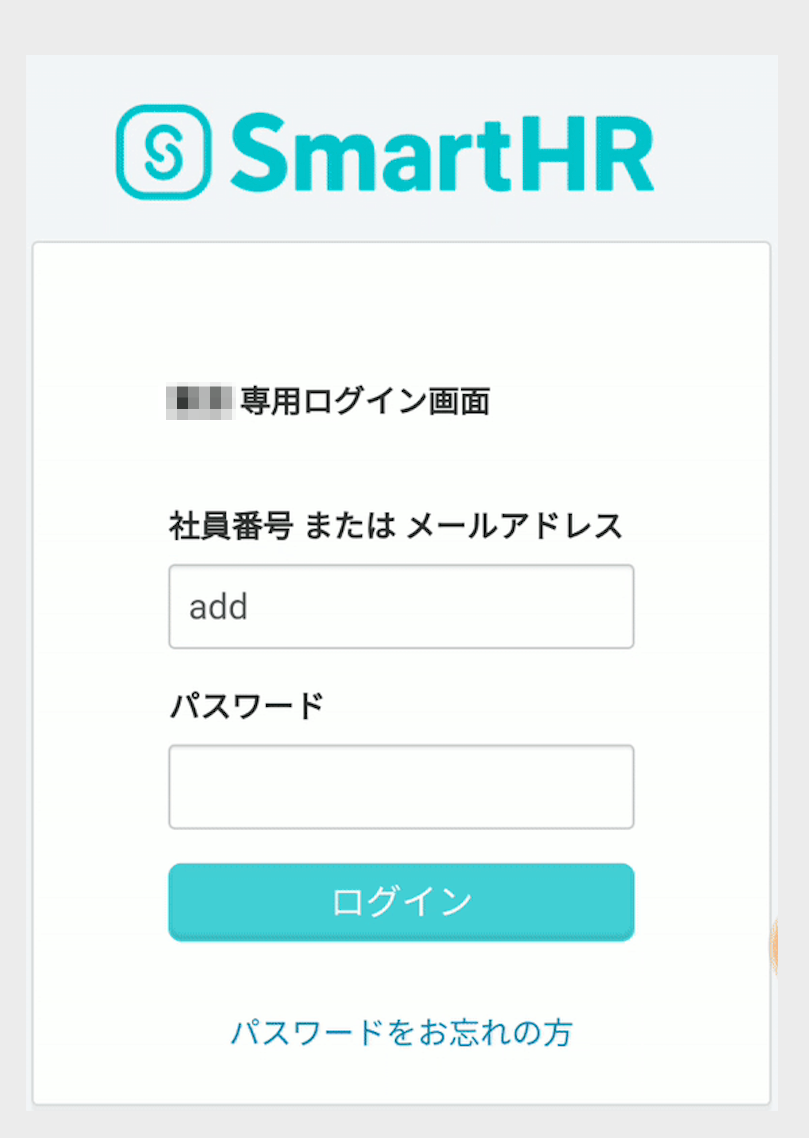 SmartHR
専用ログイン画面
社員番号 または メールアドレス
add
パスワード
ログイン
パスワードをお忘れの方